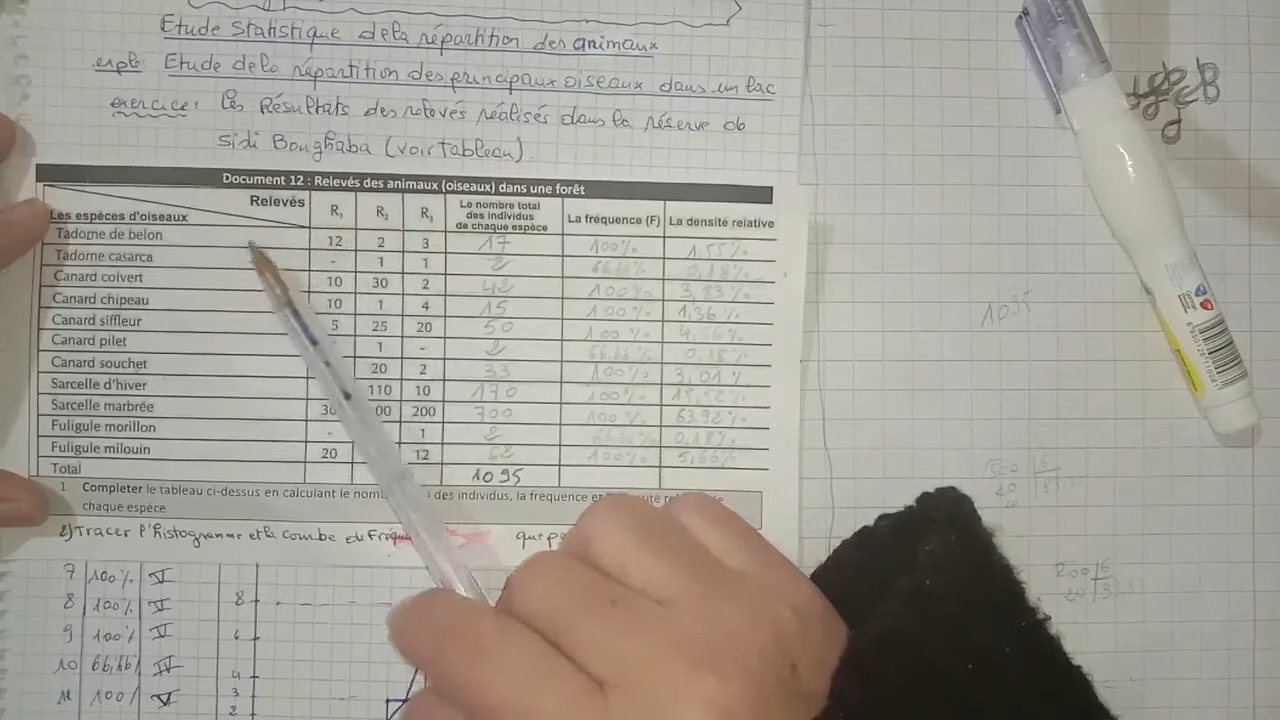 Etude statistique de la répartition des animaux
exple: Etude de la répartition des principaux oiseaux dans un lac
exercice: les Résultats des relevés réalisés dans la réserve ob
sidi Boughaba (voir tableau).
Document 12 : Relevés des animaux (oiseaux) dans une forêt
Relevés
Les espèces d'oiseaux R1 R2 R3 Le nombre total des individus de chaque espèce La fréquence (F) La densité relative
Tadorne de belon 12 2 3 17 100% 1,55%
Tadorne casarca - 1 1 2 66,66% 0,18%
Canard colvert 10 30 2 42 100% 3,83%
Canard chipeau 10 1 4 15 100% 1,36%
Canard siffleur 5 25 20 50 100% 4,56%
Canard pilet 1 - 2 66,66% 0,18%
Canard souchet 20 2 33 100% 3,01%
Sarcelle d'hiver 110 10 170 100%
Sarcelle marbrée 200 700 100% 63,92%
Fuligule morillon - 1 2 66,66% 0,18%
Fuligule milouin 20 12 62 100% 5,66%
Total 1095
1 Completer le tableau ci-dessus en calculant le des individus, la frequence
chaque espèce
2) Tracer l'histogramme et la courbe de
7 100% V
8 100% V
9 100% V
10 66,66 IV
11 100% V
8
6
4
3
2
1095
200 6
20